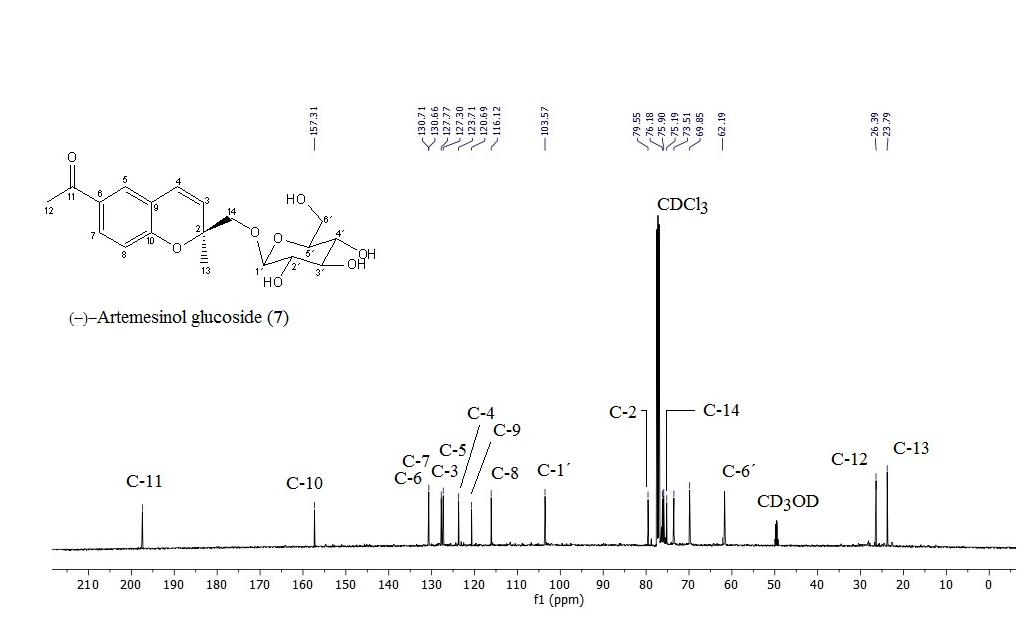 157.31
130.71
130.66
127.77
127.30
123.71
120.69
116.12
103.57
79.55
76.18
75.90
75.19
73.51
69.85
62.19
26.39
23.79
O
11
12
6
5
4
9
3
7
8
10
O
2
13
14
O
HO
6´
O
5´
4´
OH
1´
2´
HO
3´
OH
(−)−Artemesinol glucoside (7)
CDCl3
C-4
C-9
C-2
C-14
C-7
C-5
C-6
C-3
C-8
C-1´
C-11
C-10
C-6´
CD3OD
C-12
C-13
210 200 190 180 170 160 150 140 130 120 110 100 90 80 70 60 50 40 30 20 10 0
f1 (ppm)